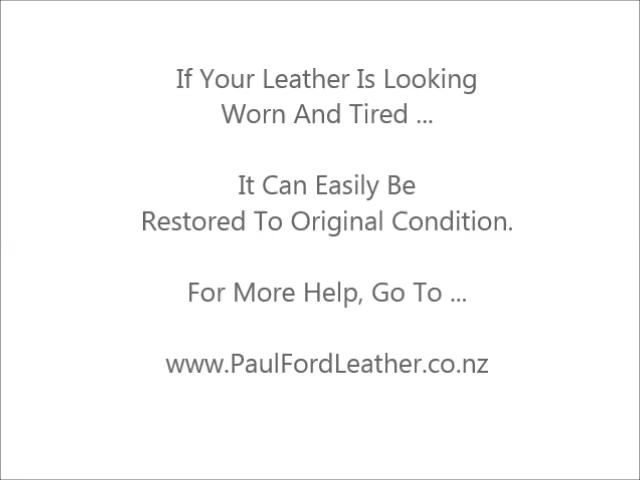 If Your Leather Is Looking
Worn And Tired ...
It Can Easily Be
Restored To Original Condition.
For More Help, Go To ...
www.PaulFordLeather.co.nz